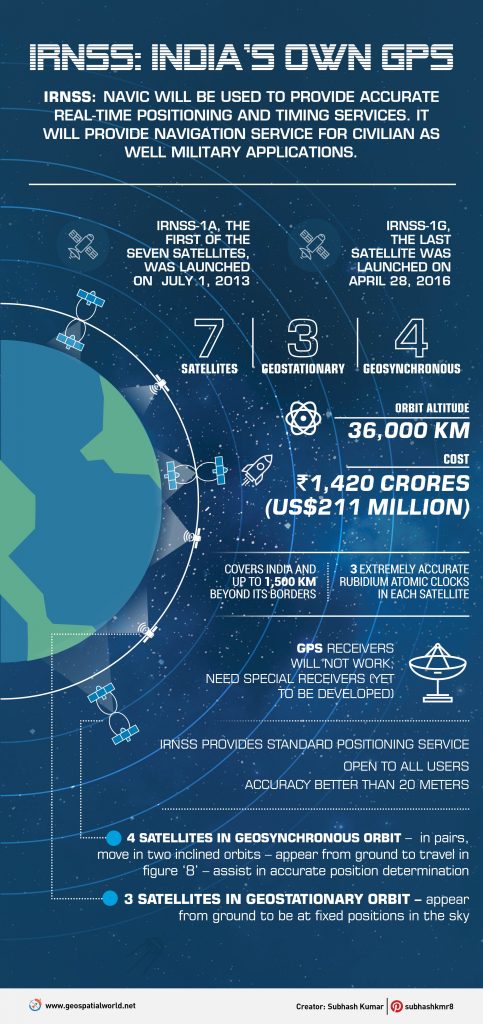 IRNSS: INDIA'S OWN GPS
IRNSS: NAVIC WILL BE USED TO PROVIDE ACCURATE
REAL-TIME POSITIONING AND TIMING SERVICES. IT
WILL PROVIDE NAVIGATION SERVICE FOR CIVILIAN AS
WELL MILITARY APPLICATIONS.
IRNSS-1A, THE
FIRST OF THE
SEVEN SATELLITES,
WAS LAUNCHED
ON JULY 1, 2013
IRNSS-1G,
THE LAST
SATELLITE WAS
LAUNCHED ON
APRIL 28, 2016
7
SATELLITES
3
GEOSTATIONARY
4
GEOSYNCHRONOUS
ORBIT ALTITUDE
36,000 KM
COST
₹1,420 CRORES
(US$211 MILLION)
COVERS INDIA AND
UP TO 1,500 KM
BEYOND ITS BORDERS
3 EXTREMELY ACCURATE
RUBIDIUM ATOMIC CLOCKS
IN EACH SATELLITE
GPS RECEIVERS
WILL NOT WORK;
NEED SPECIAL RECEIVERS (YET
TO BE DEVELOPED)
IRNSS PROVIDES STANDARD POSITIONING SERVICE
OPEN TO ALL USERS
ACCURACY BETTER THAN 20 METERS
4 SATELLITES IN GEOSYNCHRONOUS ORBIT – in pairs,
move in two inclined orbits – appear from ground to travel in
figure '8' – assist in accurate position determination
3 SATELLITES IN GEOSTATIONARY ORBIT – appear
from ground to be at fixed positions in the sky
www.geospatialworld.net
Creator: Subhash Kumar
subhashkmr8